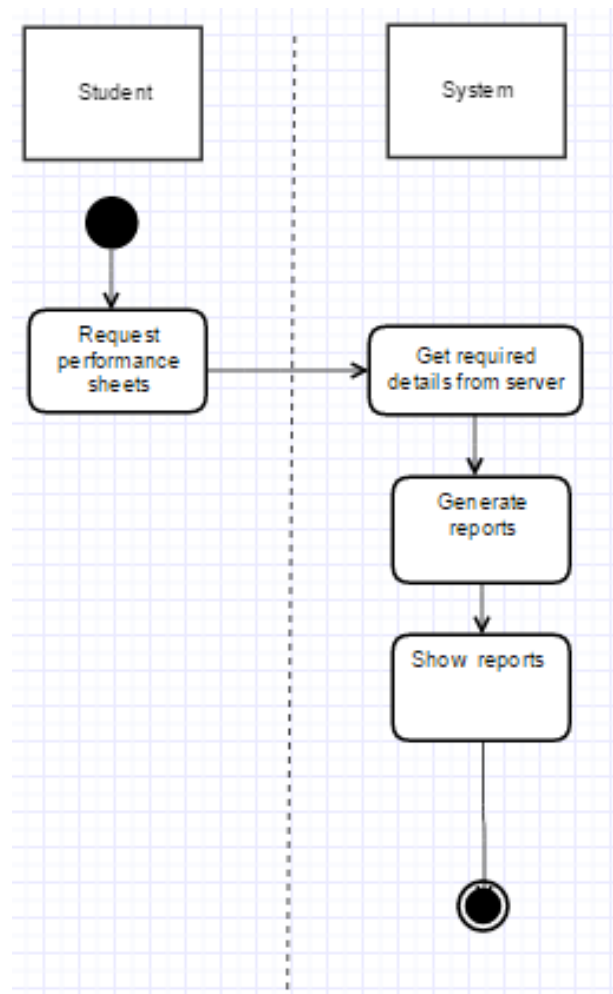 Student
System
Request
performance
sheets
Get required
details from server
Generate
reports
Show reports